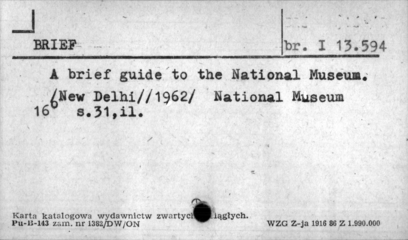 BRIEF br. I 13.594
A brief guide to the National Museum.
/New Delhi//1962/ National Museum
16° s.31,il.
Karta katalogowa wydawnictw zwartych ciągłych.
Pu-B-143 zam. nr 1382/DW/ON WZG Z-ja 1916 86 Z 1.990.000